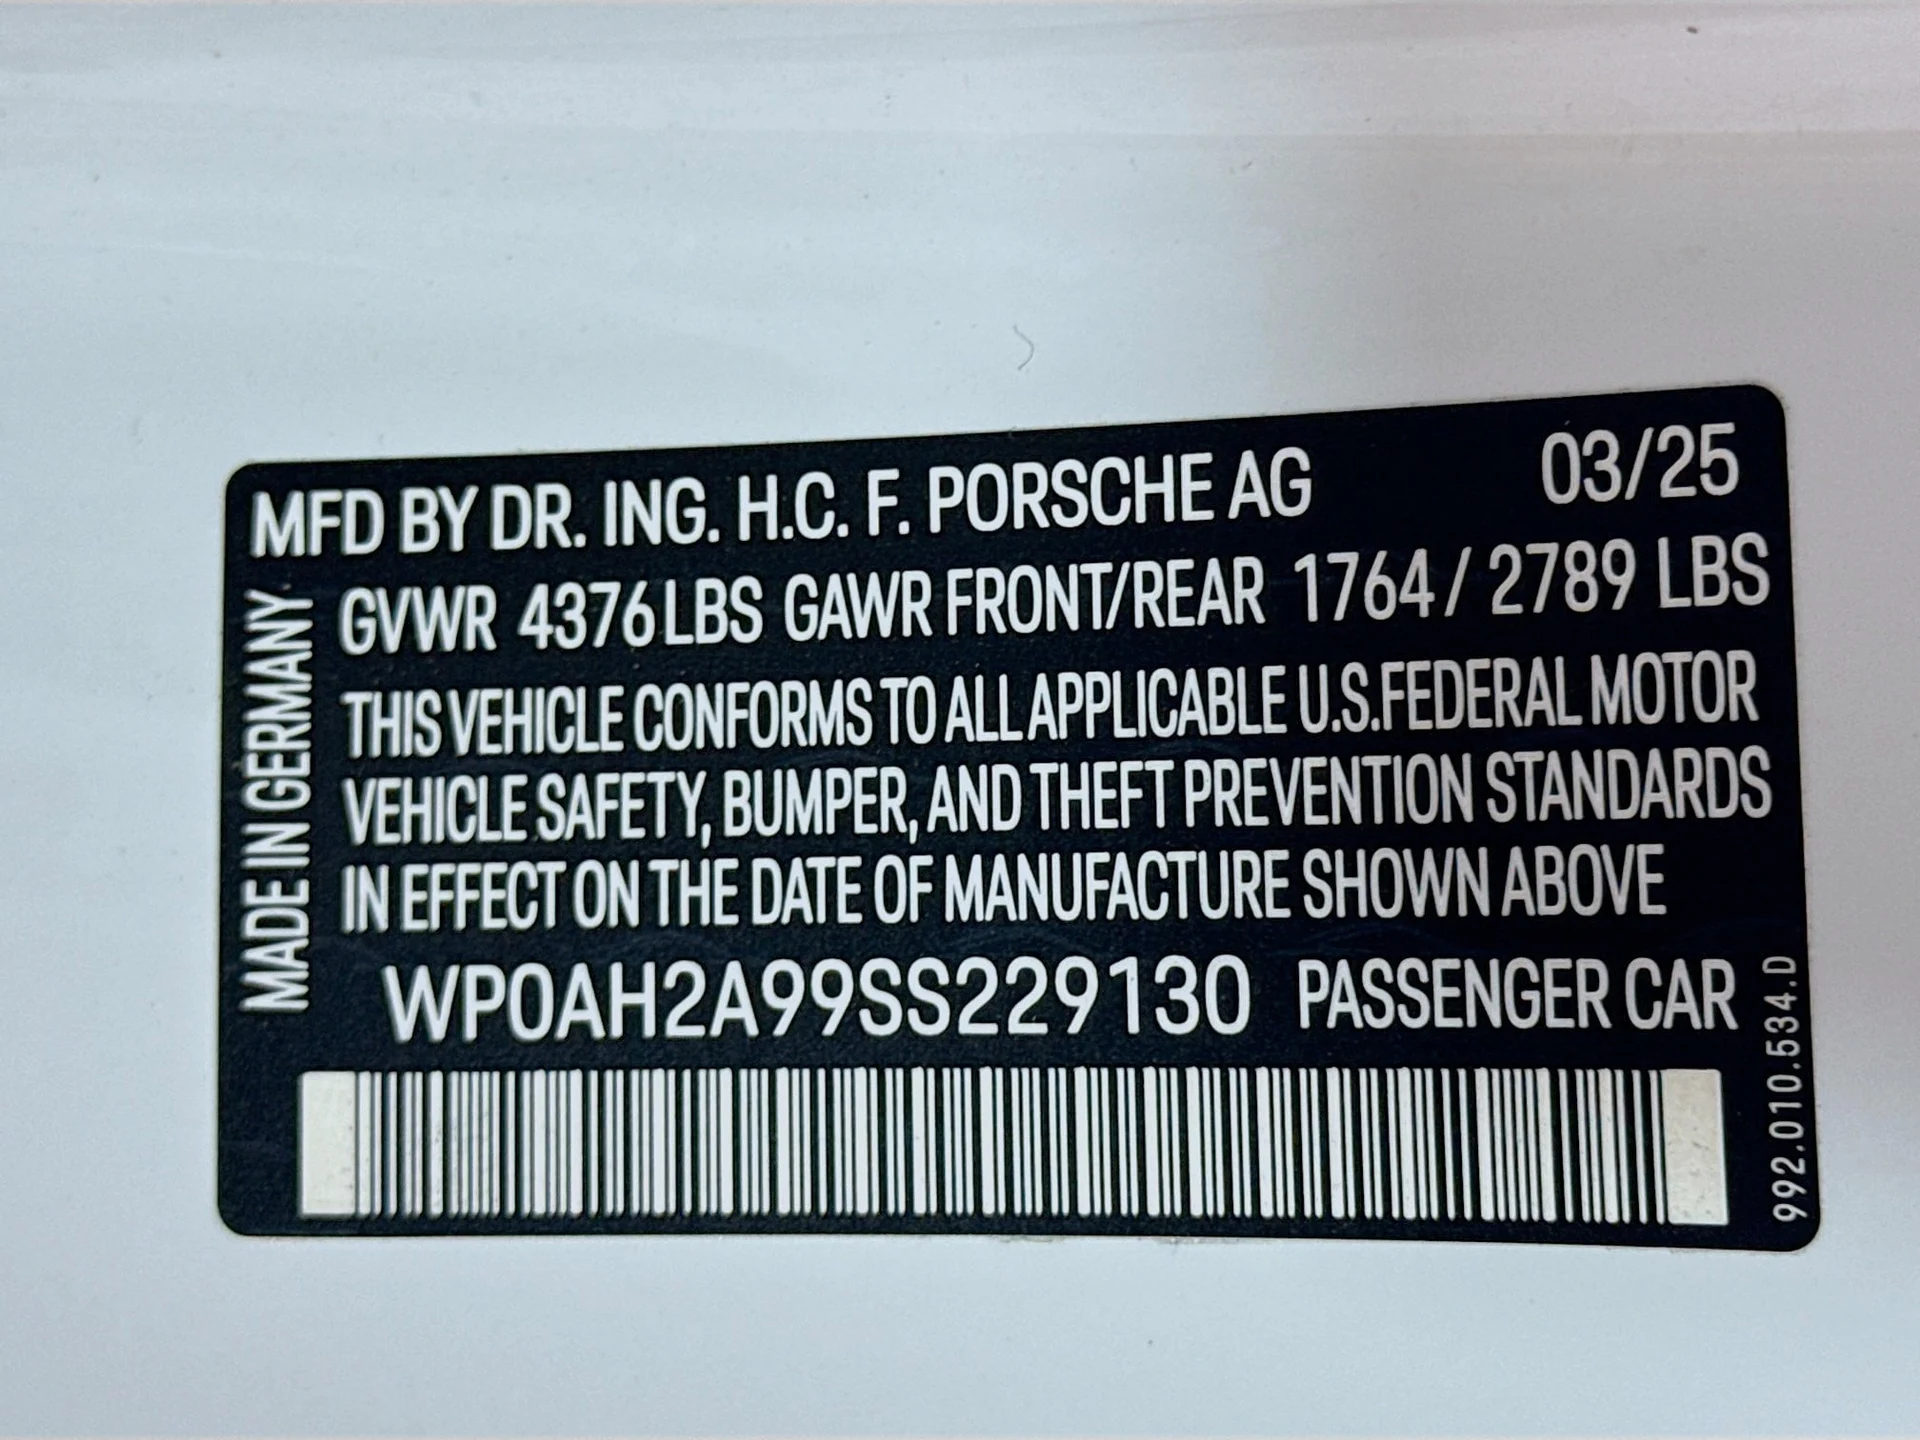 MFD BY DR. ING. H.C. F. PORSCHE AG 03/25
GVWR 4376 LBS GAWR FRONT/REAR 1764 / 2789 LBS
THIS VEHICLE CONFORMS TO ALL APPLICABLE U.S.FEDERAL MOTOR
VEHICLE SAFETY, BUMPER, AND THEFT PREVENTION STANDARDS
IN EFFECT ON THE DATE OF MANUFACTURE SHOWN ABOVE
WP0AH2A99SS229130 PASSENGER CAR
MADE IN GERMANY
992.010.534.D